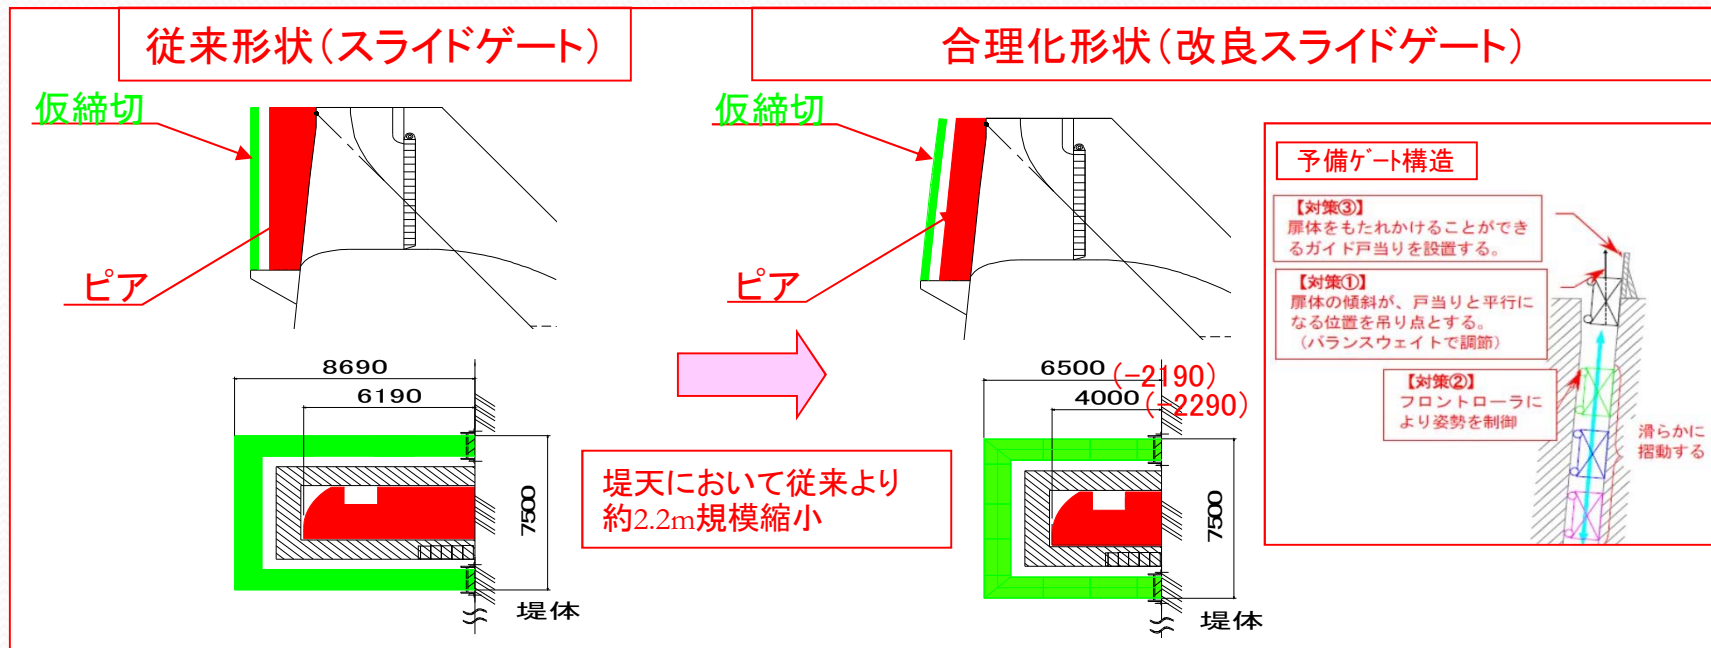 従来形状(スライドゲート)
仮締切
ピア
8690
6190
7500
堤体
堤天において従来より
約2.2m規模縮小
合理化形状(改良スライドゲート)
仮締切
ピア
6500(-2190)
4000(-2290)
7500
堤体
予備ゲート構造
【対策③】
扉体をもたれかけることができ
るガイド戸当りを設置する。
【対策①】
扉体の傾斜が、戸当りと平行に
なる位置を吊り点とする。
(バランスウェイトで調節)
【対策②】
フロントローラに
より姿勢を制御
滑らかに
摺動する